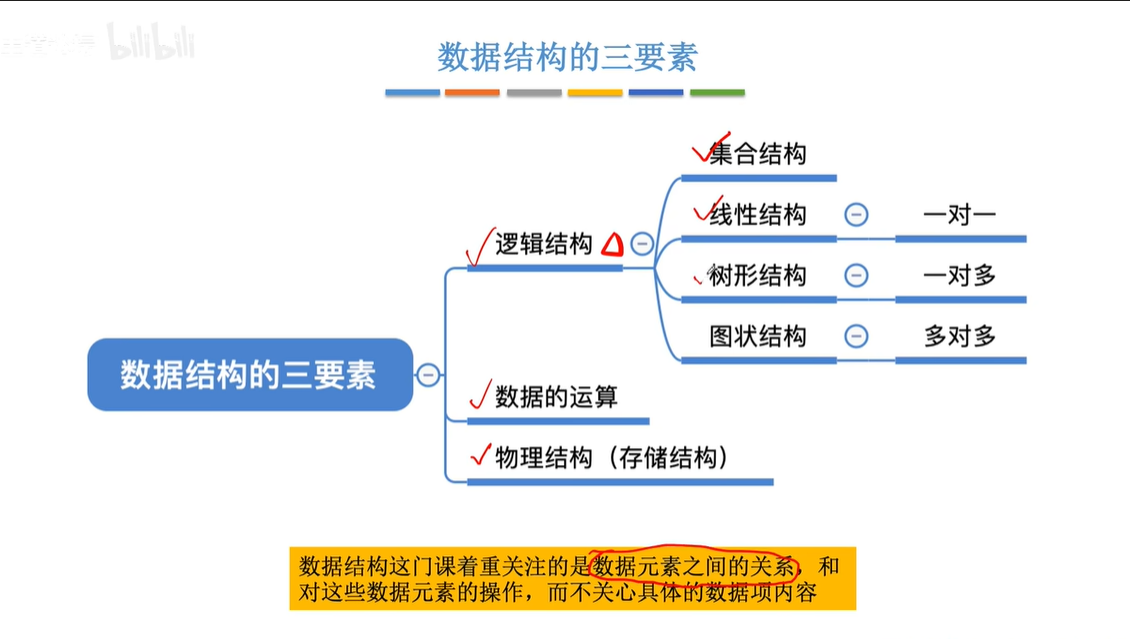 bilibili
数据结构的三要素
集合结构
线性结构
一对一
逻辑结构
树形结构
一对多
图状结构
多对多
数据结构的三要素
数据的运算
物理结构（存储结构）
数据结构这门课着重关注的是数据元素之间的关系，和
对这些数据元素的操作，而不关心具体的数据项内容